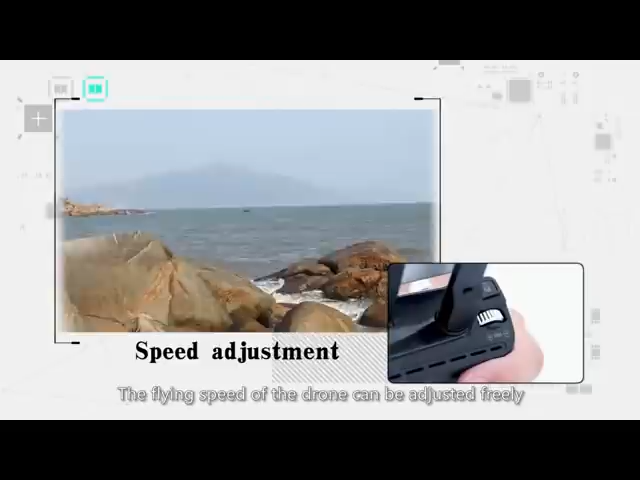 Speed adjustment
The flying speed of the drone can be adjusted freely